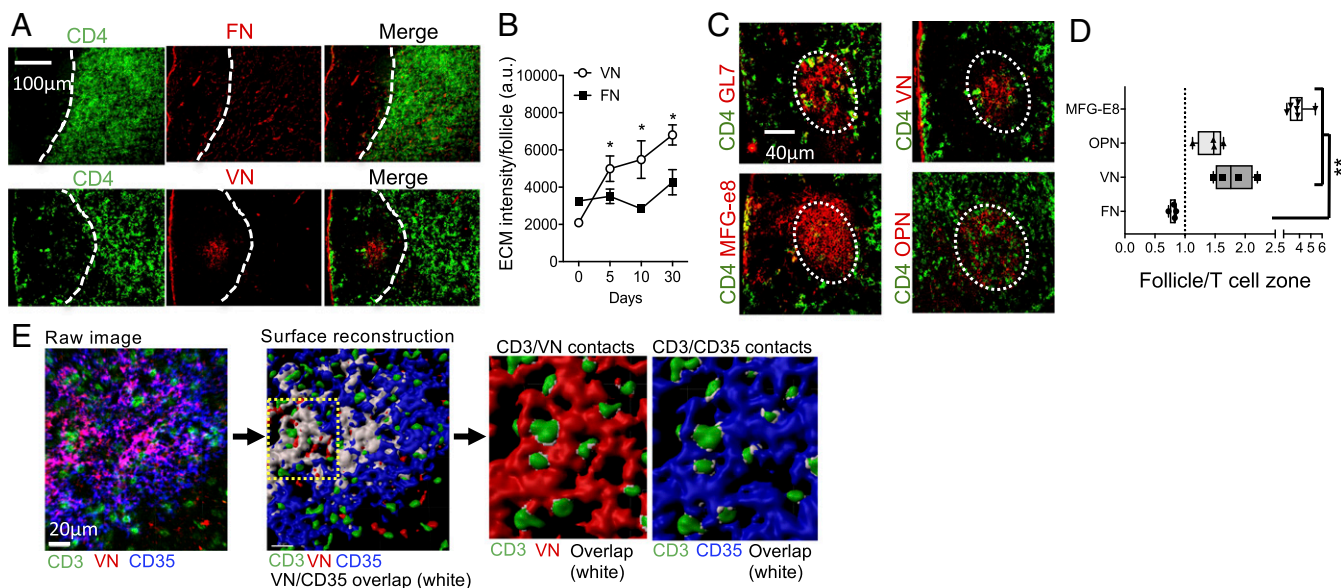 A
CD4
FN
Merge
100μm
CD4
VN
Merge
B
ECM intensity/follicle (a.u.)
10000
8000
6000
4000
2000
0
VN
FN
*
*
*
0
5
10
30
Days
C
CD4 GL7
40μm
CD4 VN
CD4 MFG-e8
CD4 OPN
D
MFG-E8
OPN
VN
FN
**
0.0 0.5 1.0 1.5 2.0 2.5 4 5 6
Follicle/T cell zone
E
Raw image
20μm
CD3 VN CD35
Surface reconstruction
CD3 VN CD35
VN/CD35 overlap (white)
CD3/VN contacts
CD3 VN Overlap
(white)
CD3/CD35 contacts
CD3 CD35 Overlap
(white)